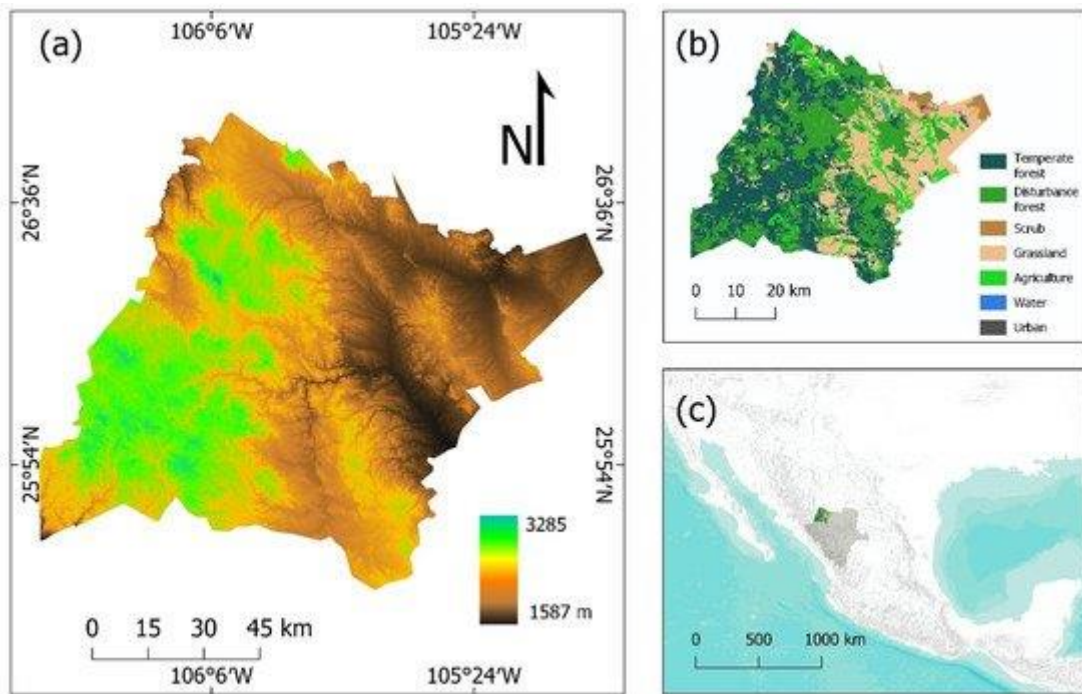 (a)
106°6′W
105°24′W
N
26°36′N
26°36′N
25°54′N
25°54′N
3285
1587 m
0 15 30 45 km
106°6′W
105°24′W
(b)
Temperate
forest
Disturbance
forest
Scrub
Grassland
Agriculture
Water
Urban
0 10 20 km
(c)
0 500 1000 km